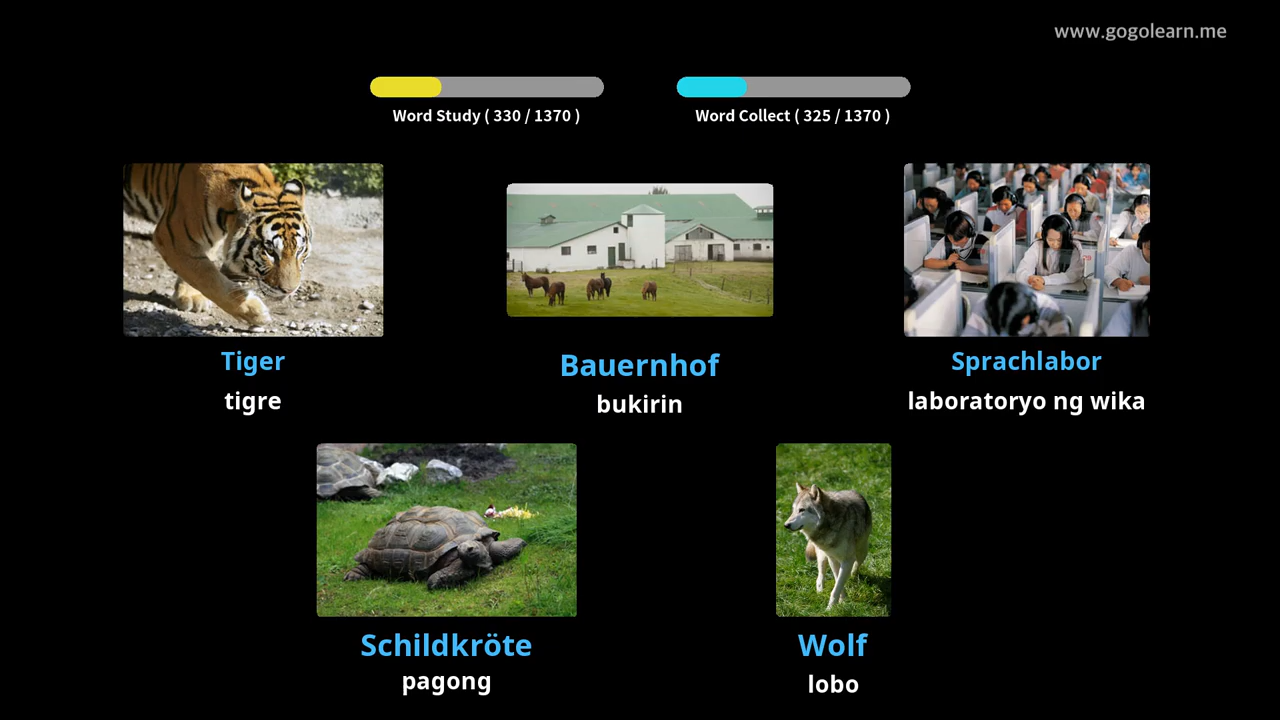 www.gogolearn.me
Word Study ( 330 / 1370 )
Word Collect ( 325 / 1370 )
Tiger
tigre
Bauernhof
bukirin
Sprachlabor
laboratoryo ng wika
Schildkröte
pagong
Wolf
lobo